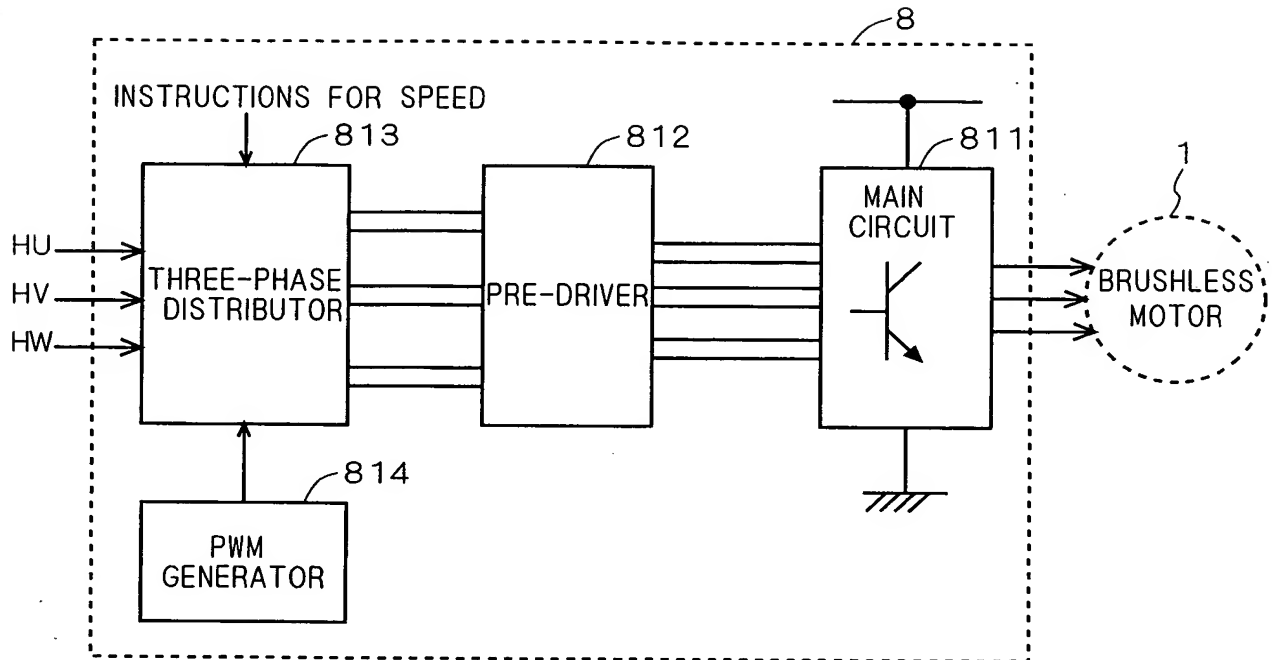 8
INSTRUCTIONS FOR SPEED
813
812
811
1
HU
HV
HW
THREE-PHASE
DISTRIBUTOR
PRE-DRIVER
MAIN
CIRCUIT
BRUSHLESS
MOTOR
814
PWM
GENERATOR